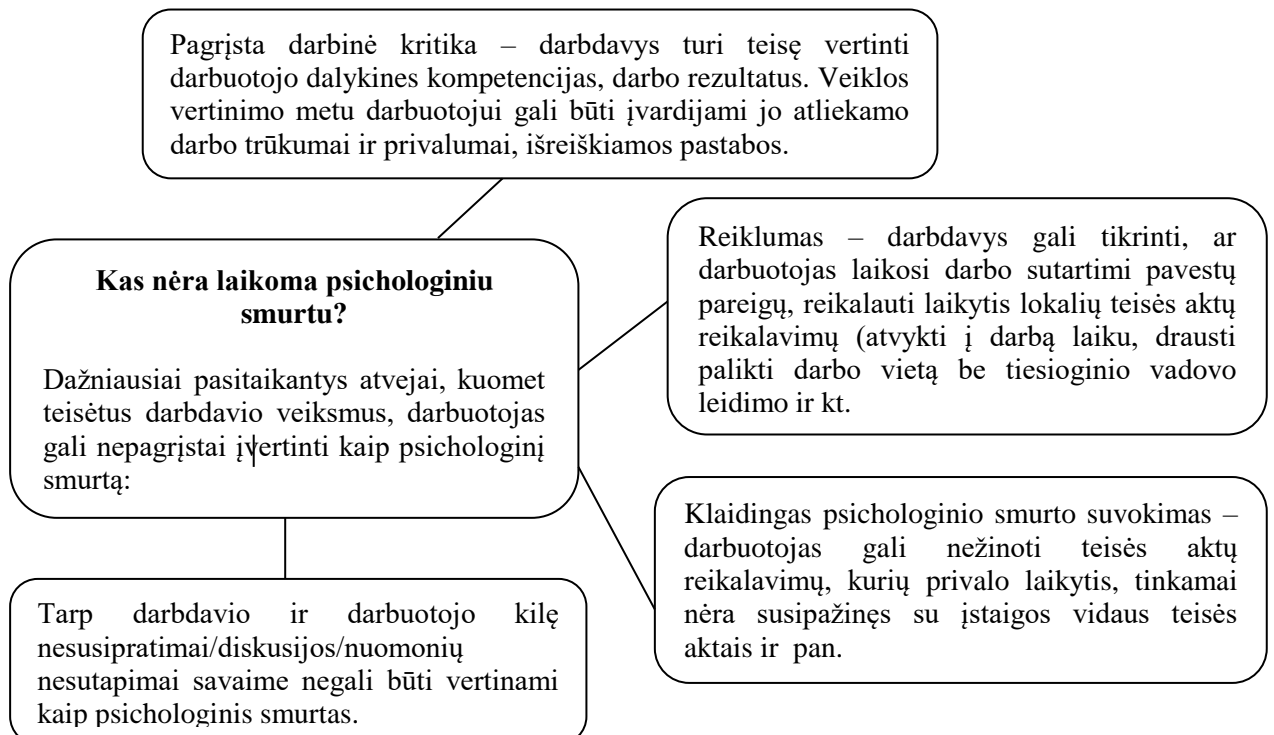 Pagrįsta darbinė kritika – darbdavys turi teisę vertinti
darbuotojo dalykines kompetencijas, darbo rezultatus. Veiklos
vertinimo metu darbuotojui gali būti įvardijami jo atliekamo
darbo trūkumai ir privalumai, išreiškiamos pastabos.
Kas nėra laikoma psichologiniu
smurtu?
Dažniausiai pasitaikantys atvejai, kuomet
teisėtus darbdavio veiksmus, darbuotojas
gali nepagrįstai įvertinti kaip psichologinį
smurtą:
Reiklumas – darbdavys gali tikrinti, ar
darbuotojas laikosi darbo sutartimi pavestų
pareigų, reikalauti laikytis lokalių teisės aktų
reikalavimų (atvykti į darbą laiku, drausti
palikti darbo vietą be tiesioginio vadovo
leidimo ir kt.
Klaidingas psichologinio smurto suvokimas –
darbuotojas gali nežinoti teisės aktų
reikalavimų, kurių privalo laikytis, tinkamai
nėra susipažinęs su įstaigos vidaus teisės
aktais ir pan.
Tarp darbdavio ir darbuotojo kilę
nesusipratimai/diskusijos/nuomonių
nesutapimai savaime negali būti vertinami
kaip psichologinis smurtas.